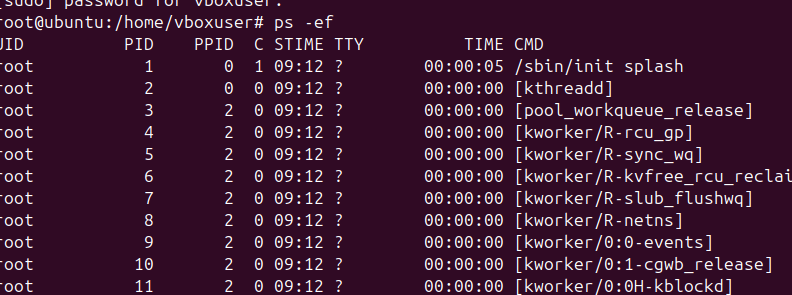 [sudo] password for vboxuser:
root@ubuntu:/home/vboxuser# ps -ef
UID PID PPID C STIME TTY TIME CMD
root 1 0 1 09:12 ? 00:00:05 /sbin/init splash
root 2 0 0 09:12 ? 00:00:00 [kthreadd]
root 3 2 0 09:12 ? 00:00:00 [pool_workqueue_release]
root 4 2 0 09:12 ? 00:00:00 [kworker/R-rcu_gp]
root 5 2 0 09:12 ? 00:00:00 [kworker/R-sync_wq]
root 6 2 0 09:12 ? 00:00:00 [kworker/R-kvfree_rcu_reclai
root 7 2 0 09:12 ? 00:00:00 [kworker/R-slub_flushwq]
root 8 2 0 09:12 ? 00:00:00 [kworker/R-netns]
root 9 2 0 09:12 ? 00:00:00 [kworker/0:0-events]
root 10 2 0 09:12 ? 00:00:00 [kworker/0:1-cgwb_release]
root 11 2 0 09:12 ? 00:00:00 [kworker/0:0H-kblockd]